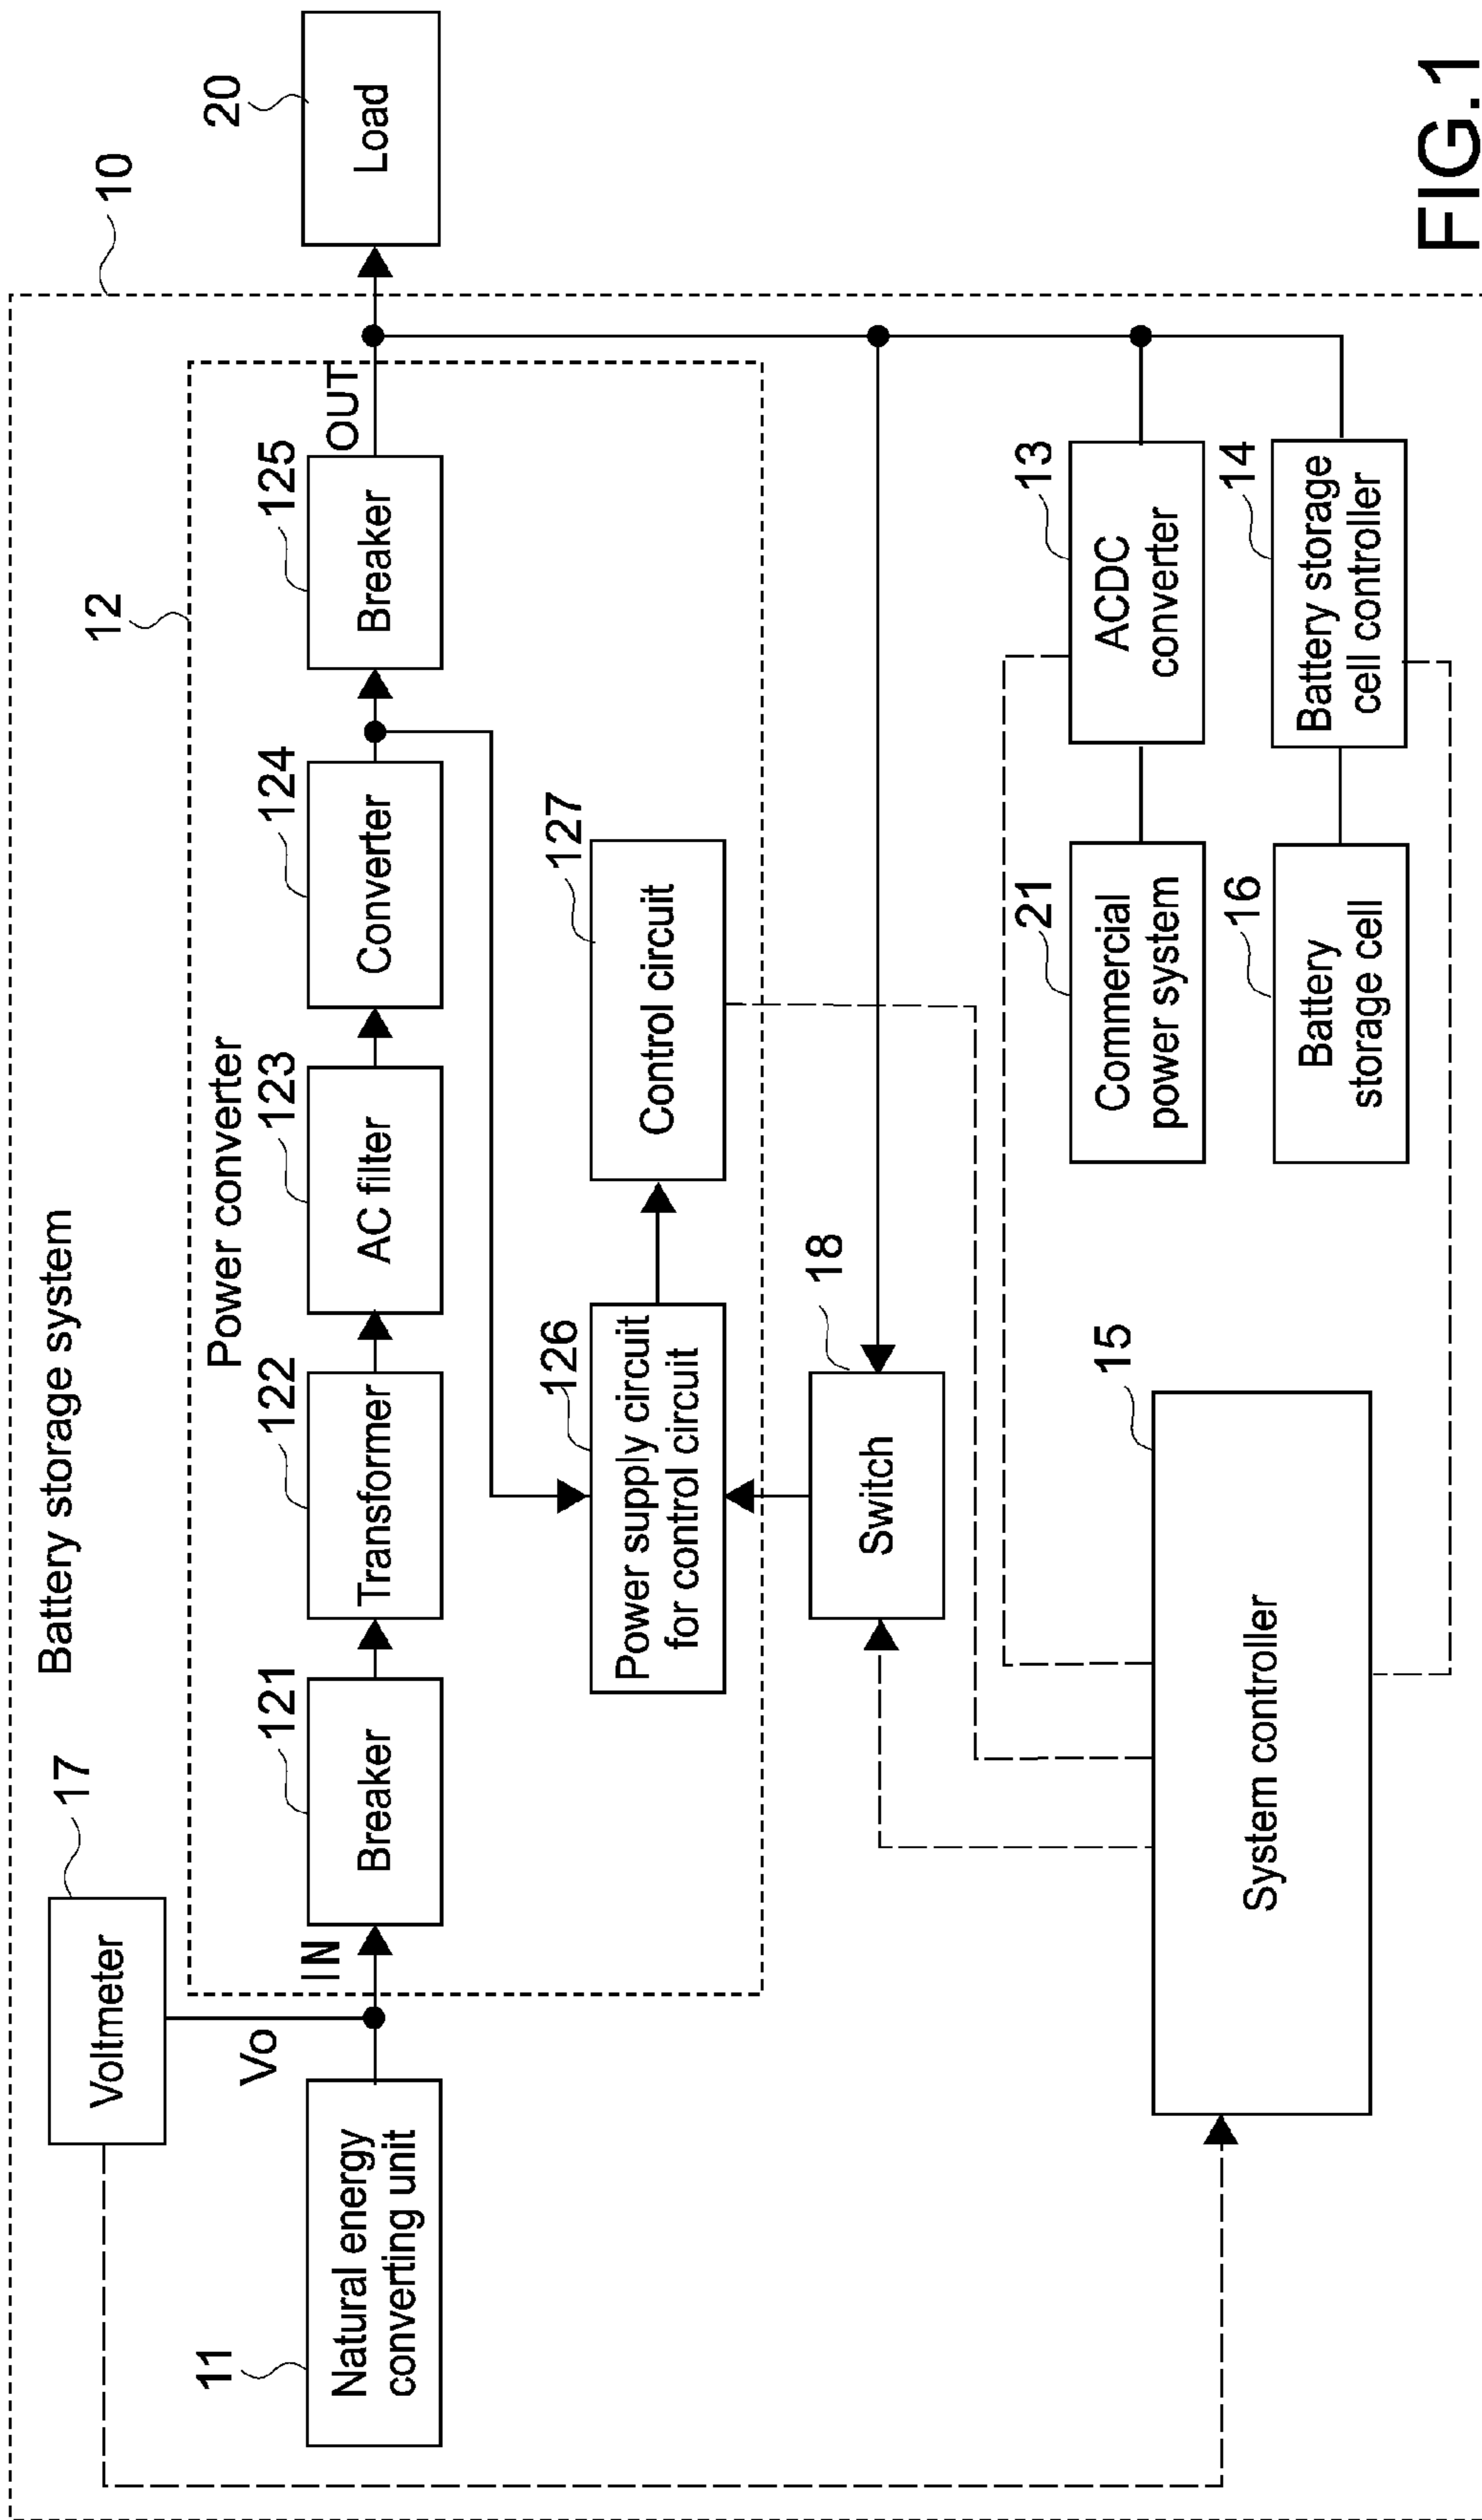 Battery storage system
10
17
Voltmeter
Vo
11
Natural energy
converting unit
IN
12
Power converter
121
Breaker
122
Transformer
123
AC filter
124
Converter
125
Breaker
OUT
20
Load
126
Power supply circuit
for control circuit
127
Control circuit
18
Switch
15
System controller
13
ACDC
converter
21
Commercial
power system
14
Battery storage
cell controller
16
Battery
storage cell
FIG.1